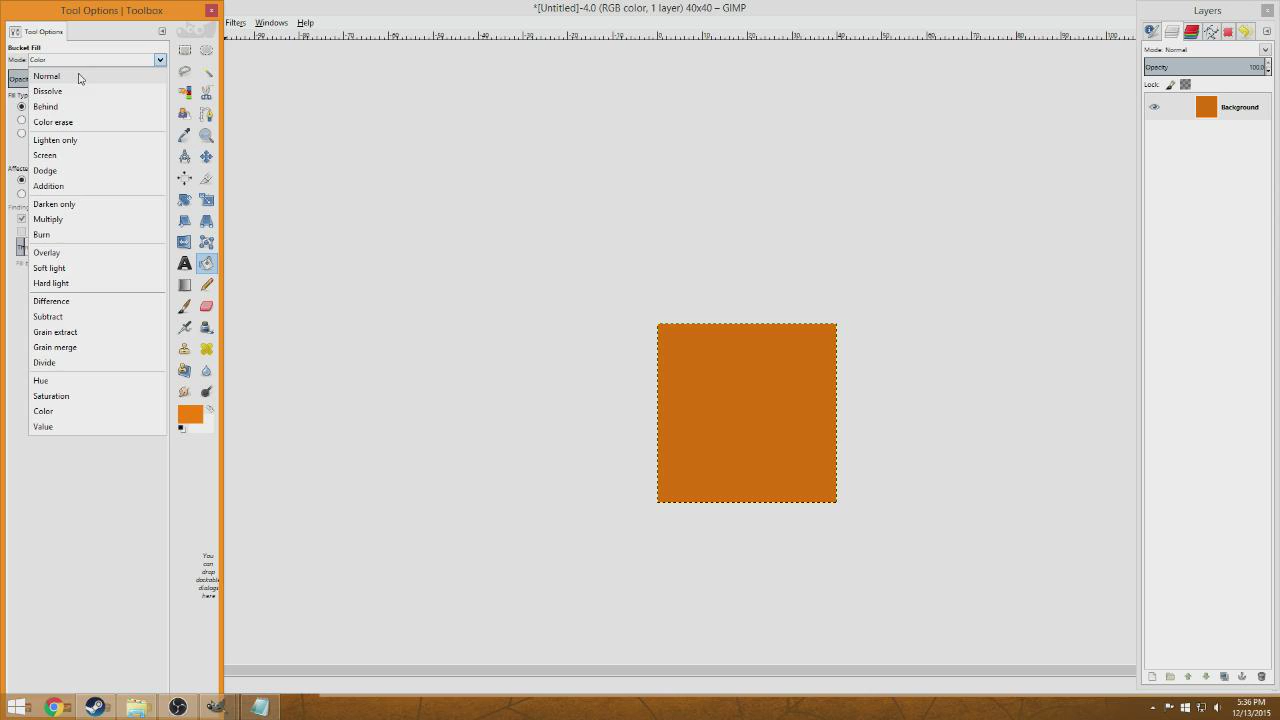 Tool Options | Toolbox
*[Untitled]-4.0 (RGB color, 1 layer) 40x40 – GIMP
Layers
Filters Windows Help
Tool Options
Bucket Fill
Mode: Color
Mode: Normal
Opacity 100.0
Lock:
Background
Normal
Dissolve
Behind
Color erase
Lighten only
Screen
Dodge
Addition
Darken only
Multiply
Burn
Overlay
Soft light
Hard light
Difference
Subtract
Grain extract
Grain merge
Divide
Hue
Saturation
Color
Value
You
can
drop
dockable
dialogs
here
5:36 PM
12/13/2015